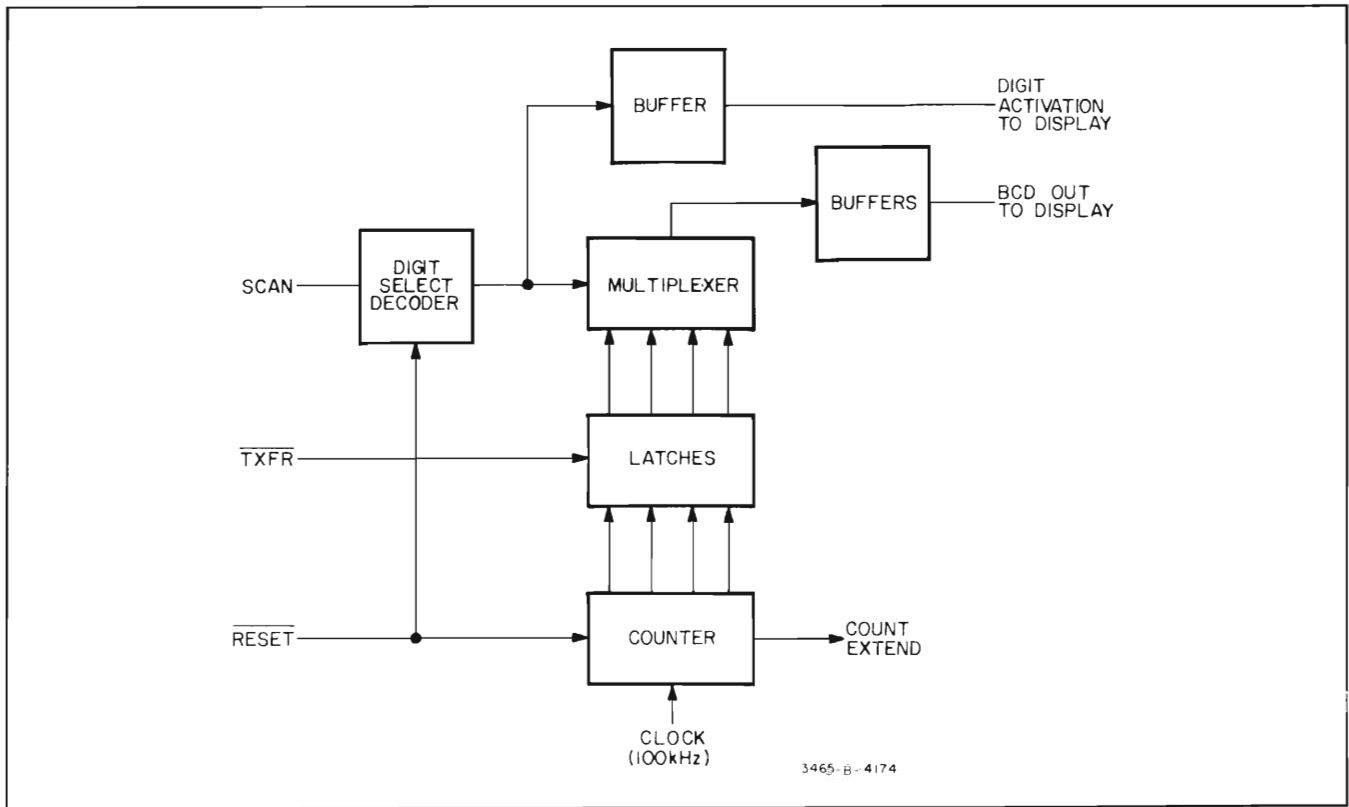 BUFFER
DIGIT
ACTIVATION
TO DISPLAY
BUFFERS
BCD OUT
TO DISPLAY
SCAN
DIGIT
SELECT
DECODER
MULTIPLEXER
TXFR
LATCHES
RESET
COUNTER
COUNT
EXTEND
CLOCK
(100kHz)
3465-B-4174